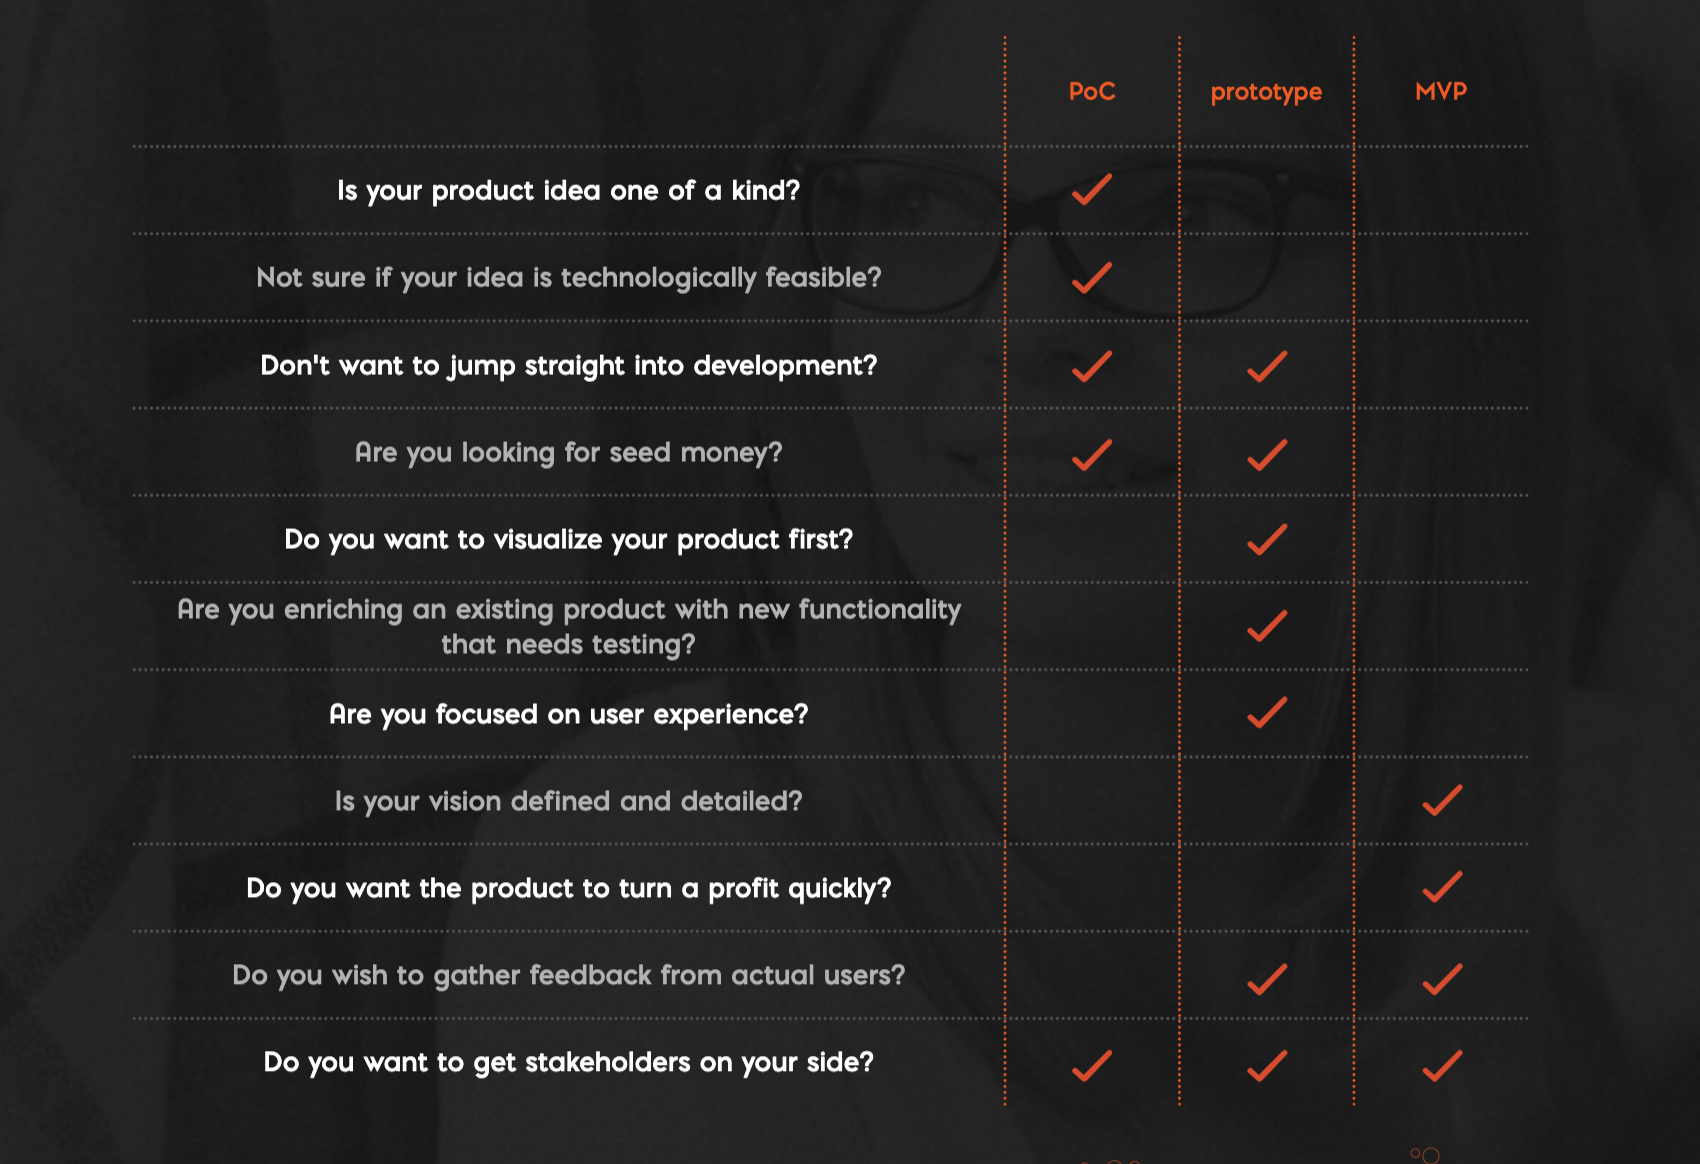 PoC prototype MVP
Is your product idea one of a kind?
Not sure if your idea is technologically feasible?
Don't want to jump straight into development?
Are you looking for seed money?
Do you want to visualize your product first?
Are you enriching an existing product with new functionality
that needs testing?
Are you focused on user experience?
Is your vision defined and detailed?
Do you want the product to turn a profit quickly?
Do you wish to gather feedback from actual users?
Do you want to get stakeholders on your side?